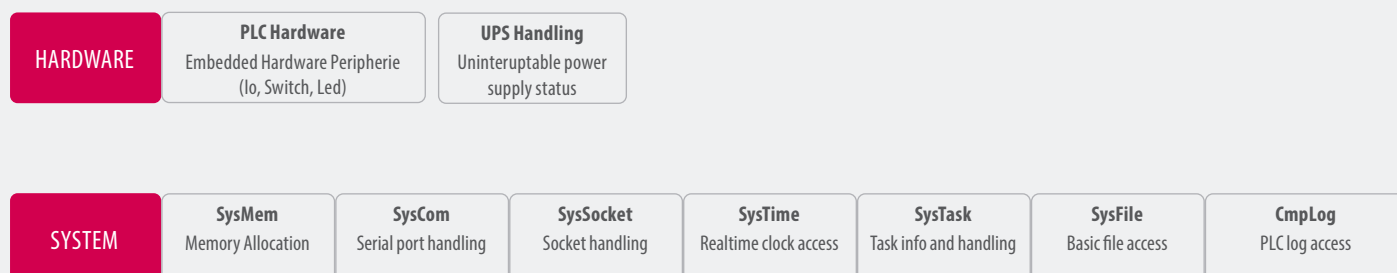 HARDWARE
PLC Hardware
Embedded Hardware Peripherie
(Io, Switch, Led)
UPS Handling
Uninteruptable power
supply status
SYSTEM
SysMem
Memory Allocation
SysCom
Serial port handling
SysSocket
Socket handling
SysTime
Realtime clock access
SysTask
Task info and handling
SysFile
Basic file access
CmpLog
PLC log access